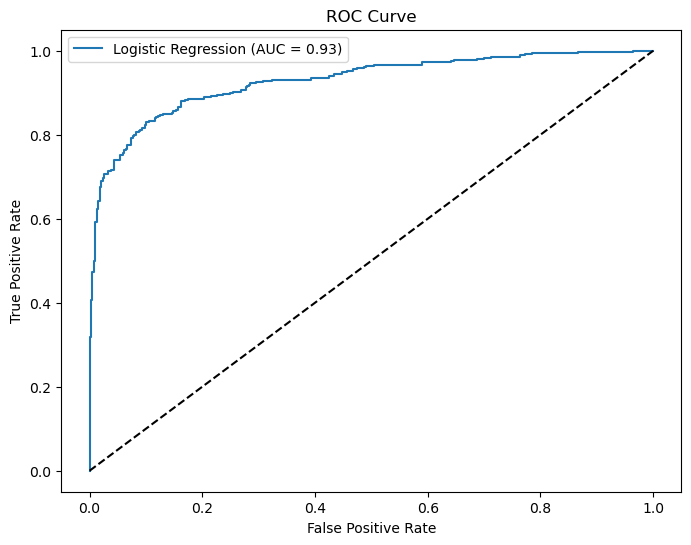 ROC Curve
Logistic Regression (AUC = 0.93)
True Positive Rate
1.0
0.8
0.6
0.4
0.2
0.0
0.0 0.2 0.4 0.6 0.8 1.0
False Positive Rate